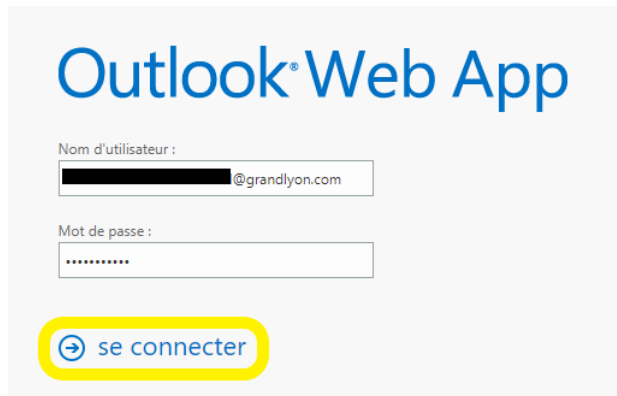 Outlook® Web App
Nom d'utilisateur :
@grandlyon.com
Mot de passe :
•••••••••••
se connecter